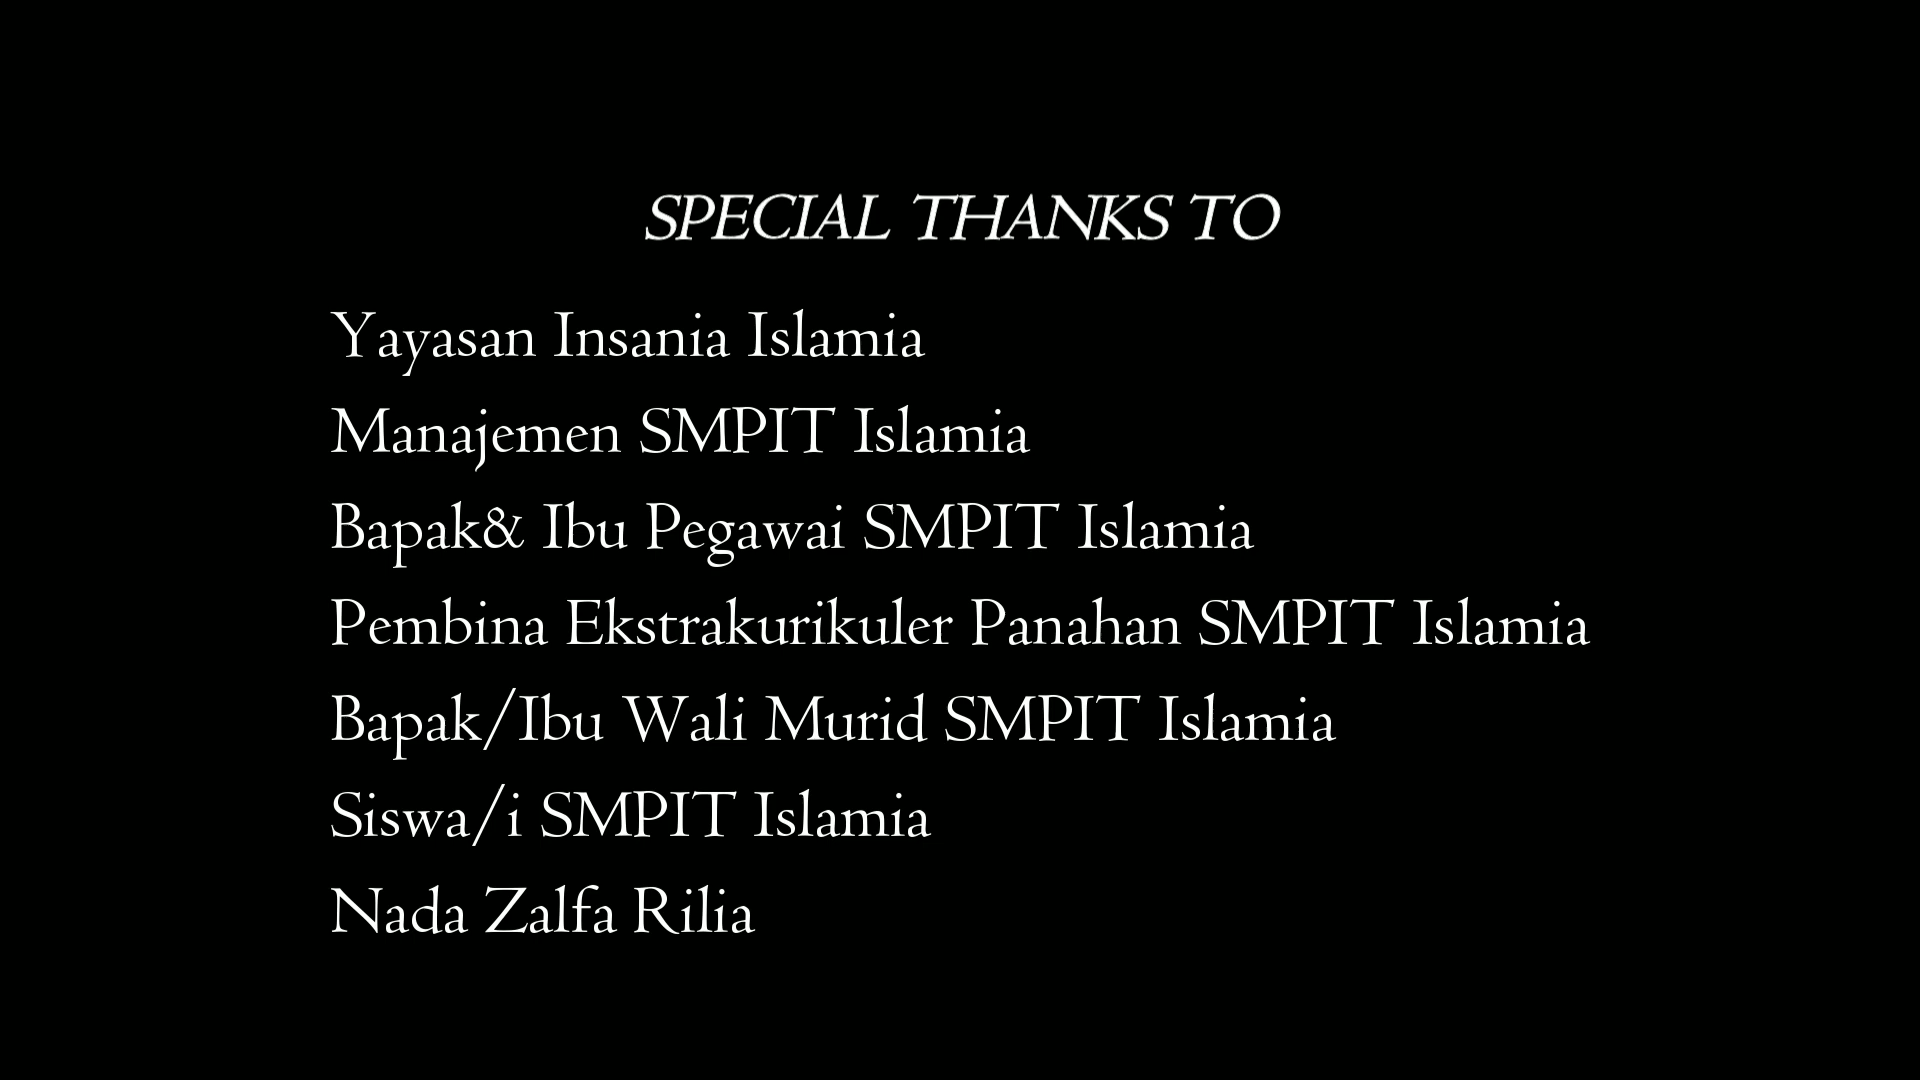 SPECIAL THANKS TO
Yayasan Insania Islamia
Manajemen SMPIT Islamia
Bapak& Ibu Pegawai SMPIT Islamia
Pembina Ekstrakurikuler Panahan SMPIT Islamia
Bapak/Ibu Wali Murid SMPIT Islamia
Siswa/i SMPIT Islamia
Nada Zalfa Rilia